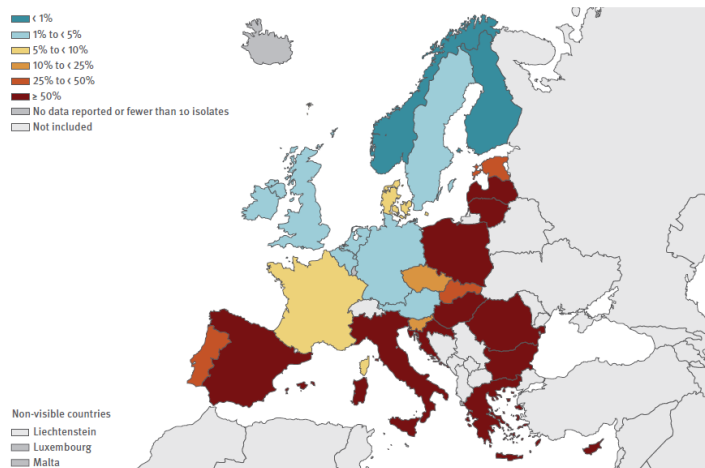 < 1%
1% to < 5%
5% to < 10%
10% to < 25%
25% to < 50%
≥ 50%
No data reported or fewer than 10 isolates
Not included
Non-visible countries
Liechtenstein
Luxembourg
Malta